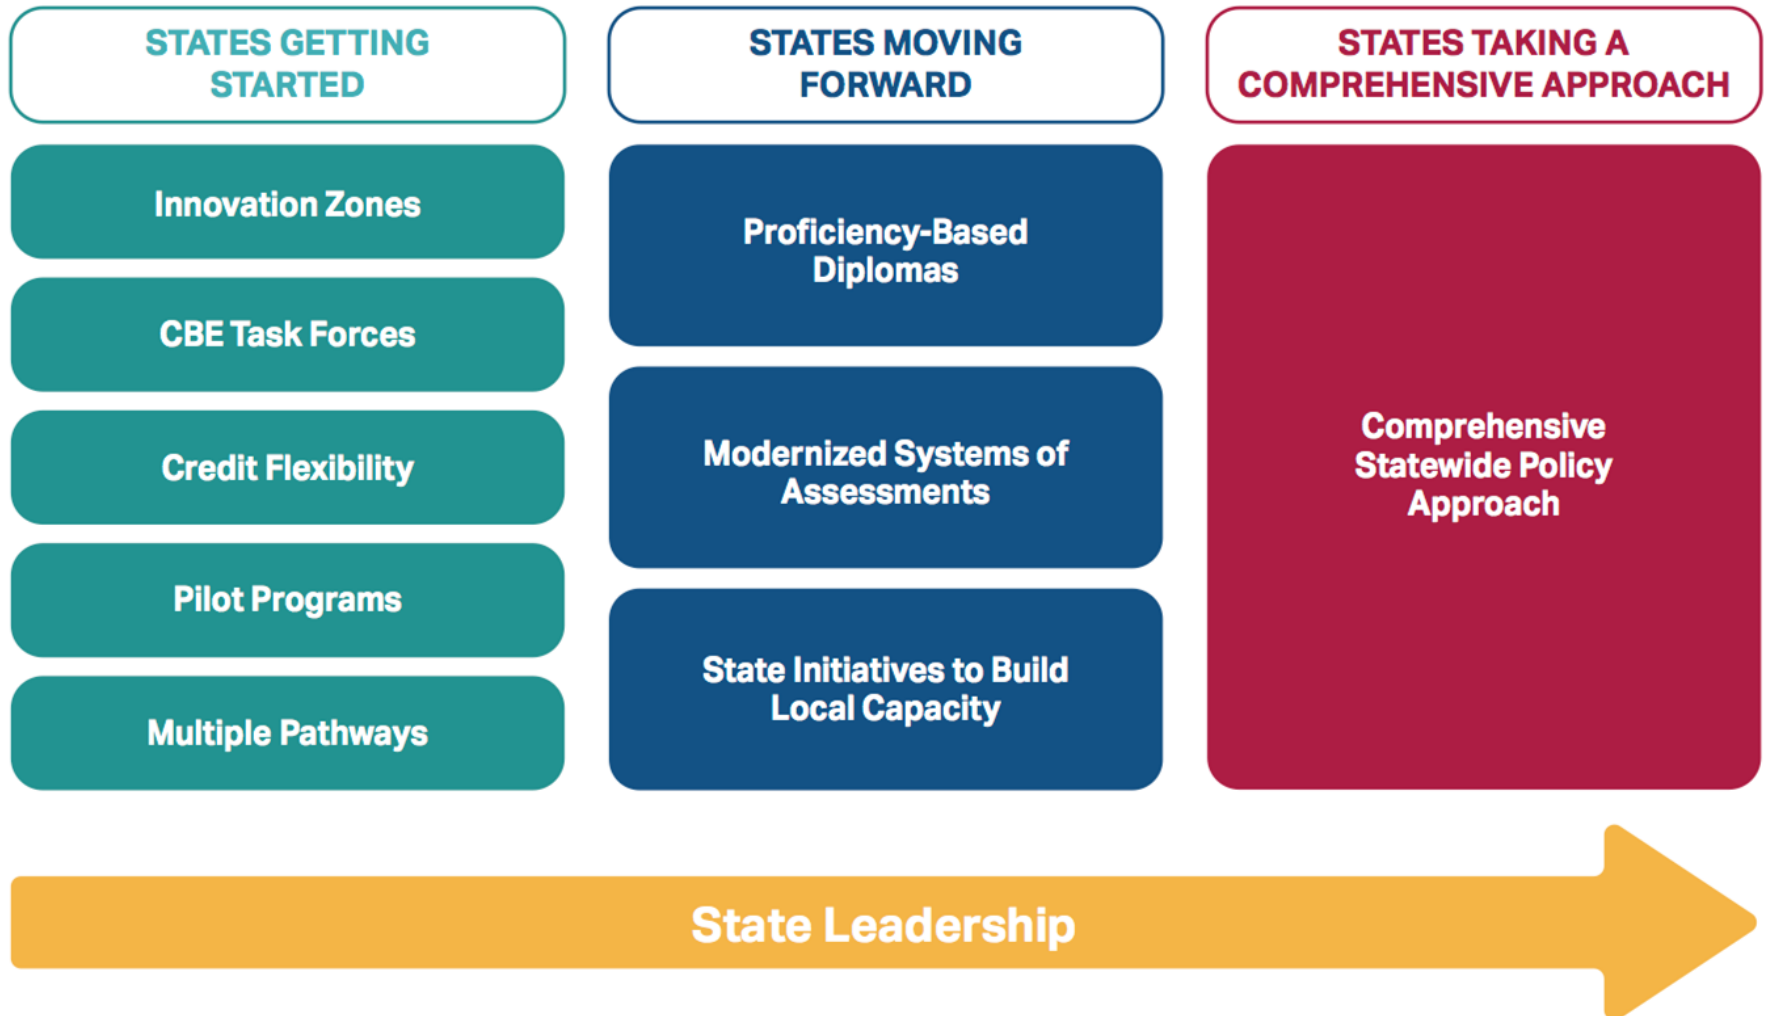 STATES GETTING
STARTED
Innovation Zones
CBE Task Forces
Credit Flexibility
Pilot Programs
Multiple Pathways
STATES MOVING
FORWARD
Proficiency-Based
Diplomas
Modernized Systems of
Assessments
State Initiatives to Build
Local Capacity
STATES TAKING A
COMPREHENSIVE APPROACH
Comprehensive
Statewide Policy
Approach
State Leadership